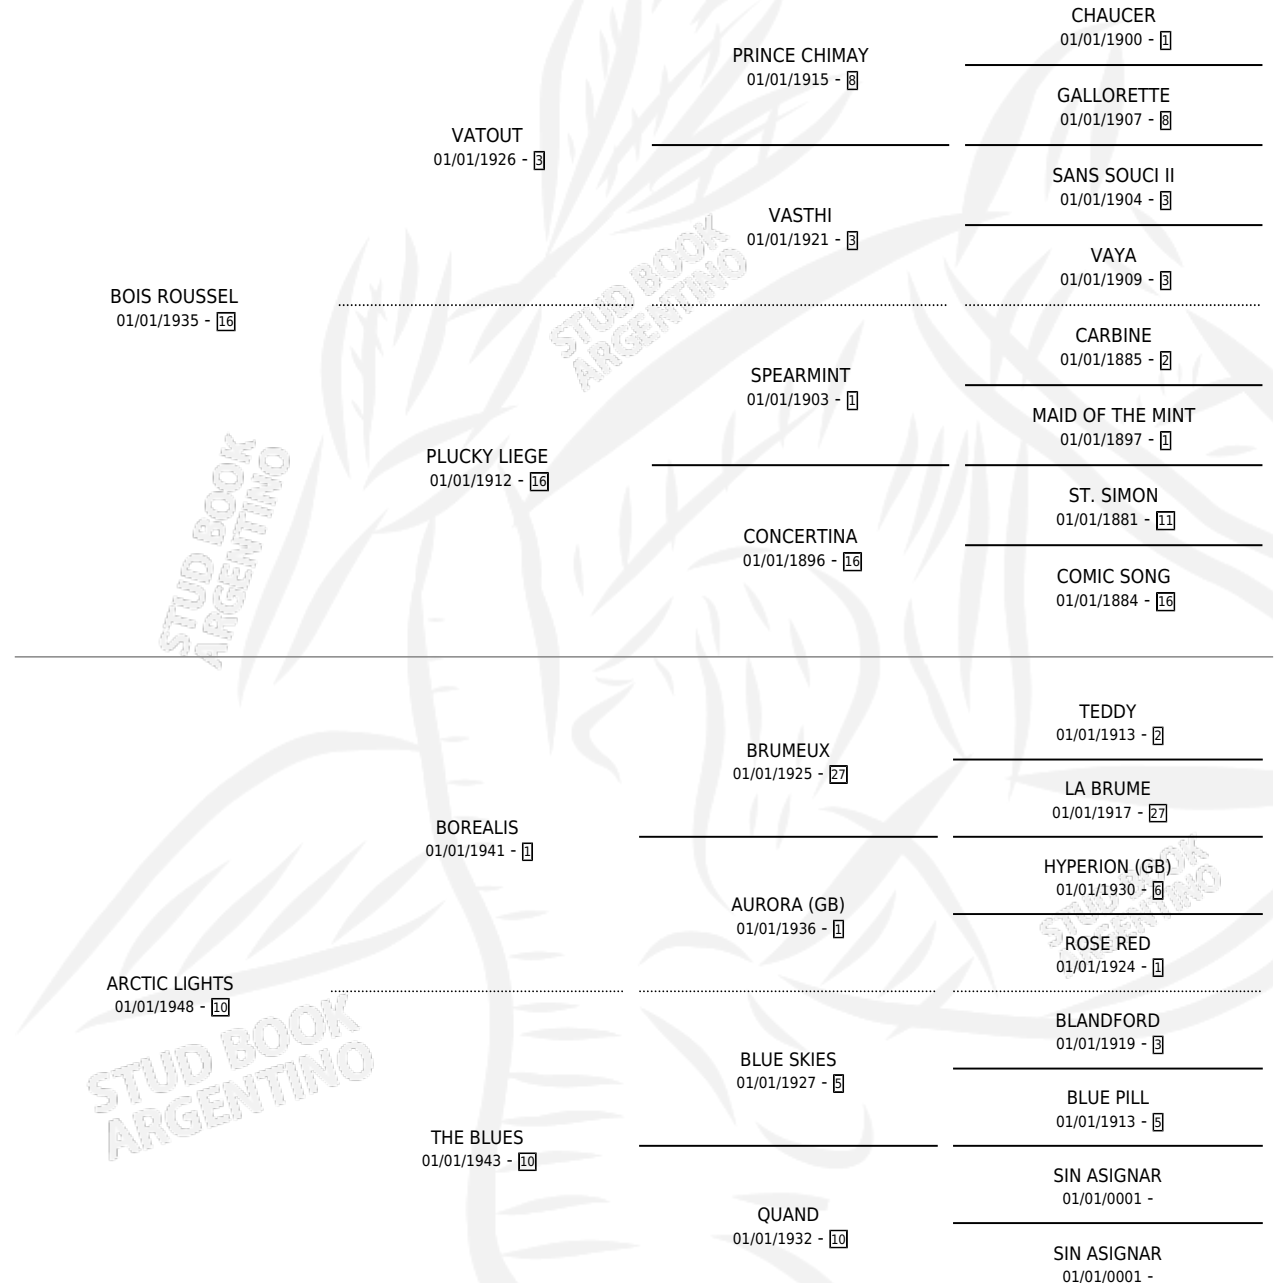 CHAUCER
01/01/1900 - 1
PRINCE CHIMAY
01/01/1915 - 8
GALLORETTE
01/01/1907 - 8
VATOUT
01/01/1926 - 3
SANS SOUCI II
01/01/1904 - 3
VASTHI
01/01/1921 - 3
VAYA
01/01/1909 - 3
BOIS ROUSSEL
01/01/1935 - 16
STUD BOOK
ARGENTINO
CARBINE
01/01/1885 - 2
SPEARMINT
01/01/1903 - 1
MAID OF THE MINT
01/01/1897 - 1
PLUCKY LIEGE
01/01/1912 - 16
ST. SIMON
01/01/1881 - 11
CONCERTINA
01/01/1896 - 16
COMIC SONG
01/01/1884 - 16
STUD BOOK
ARGENTINO
TEDDY
01/01/1913 - 2
BRUMEUX
01/01/1925 - 27
LA BRUME
01/01/1917 - 27
BOREALIS
01/01/1941 - 1
HYPERION (GB)
01/01/1930 - 6
STUD BOOK
ARGENTINO
AURORA (GB)
01/01/1936 - 1
ROSE RED
01/01/1924 - 1
ARCTIC LIGHTS
01/01/1948 - 10
BLANDFORD
01/01/1919 - 3
STUD BOOK
ARGENTINO
BLUE SKIES
01/01/1927 - 5
BLUE PILL
01/01/1913 - 5
THE BLUES
01/01/1943 - 10
SIN ASIGNAR
01/01/0001 -
QUAND
01/01/1932 - 10
SIN ASIGNAR
01/01/0001 -